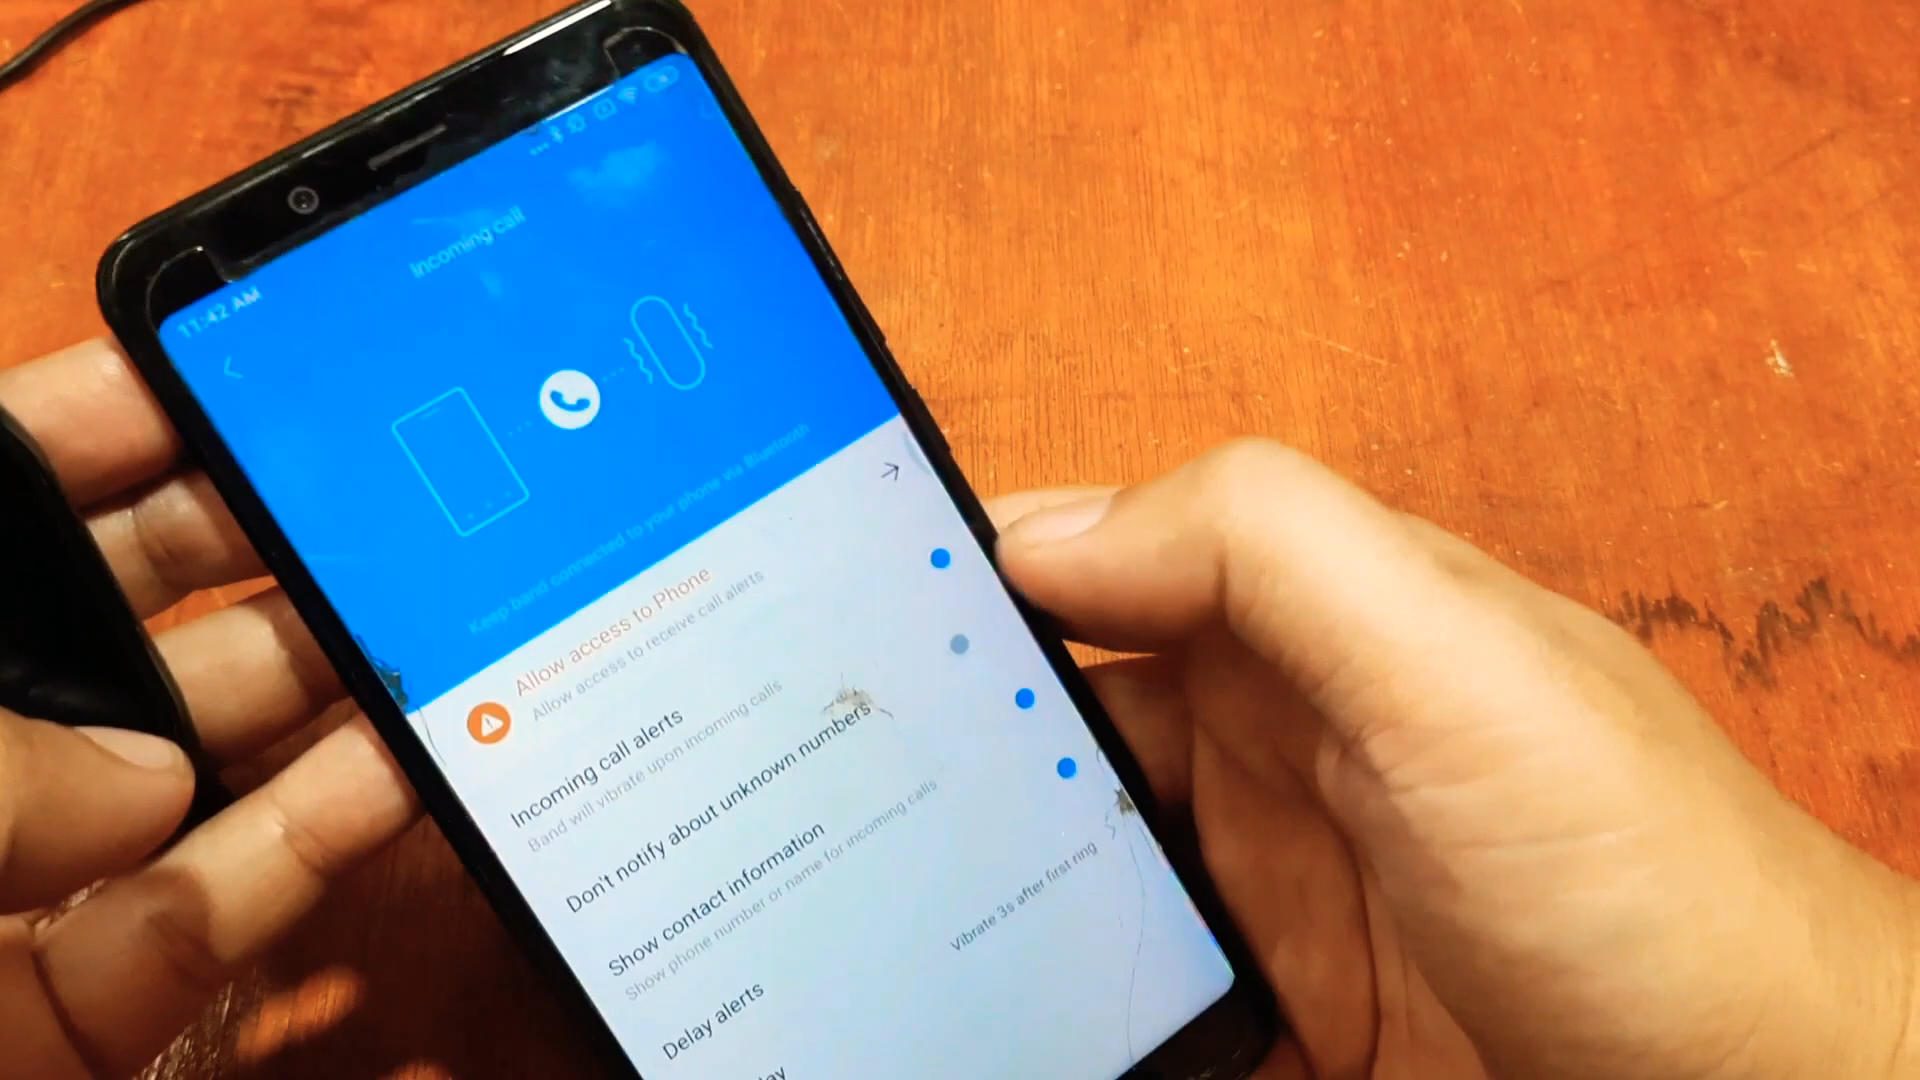 11:42 AM
Incoming call
Keep band connected to your phone via Bluetooth
Allow access to Phone
Allow access to receive call alerts
Incoming call alerts
Band will vibrate upon incoming calls
Don't notify about unknown numbers
Show contact information
Show phone number or name for incoming calls
Delay alerts
Vibrate 3s after first ring